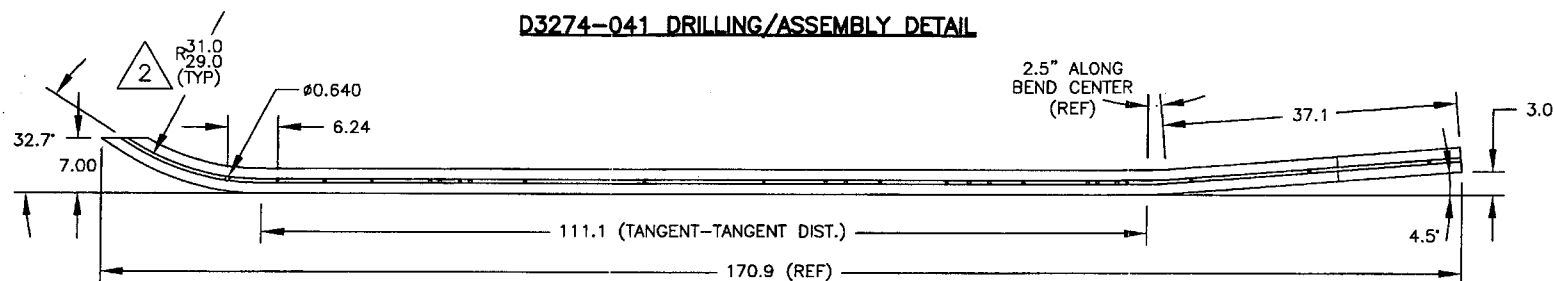 D3274-041 DRILLING/ASSEMBLY DETAIL
2
R31.0
29.0
(TYP)
ø0.640
6.24
32.7°
7.00
2.5" ALONG
BEND CENTER
(REF)
37.1
3.0
111.1 (TANGENT-TANGENT DIST.)
4.5°
170.9 (REF)